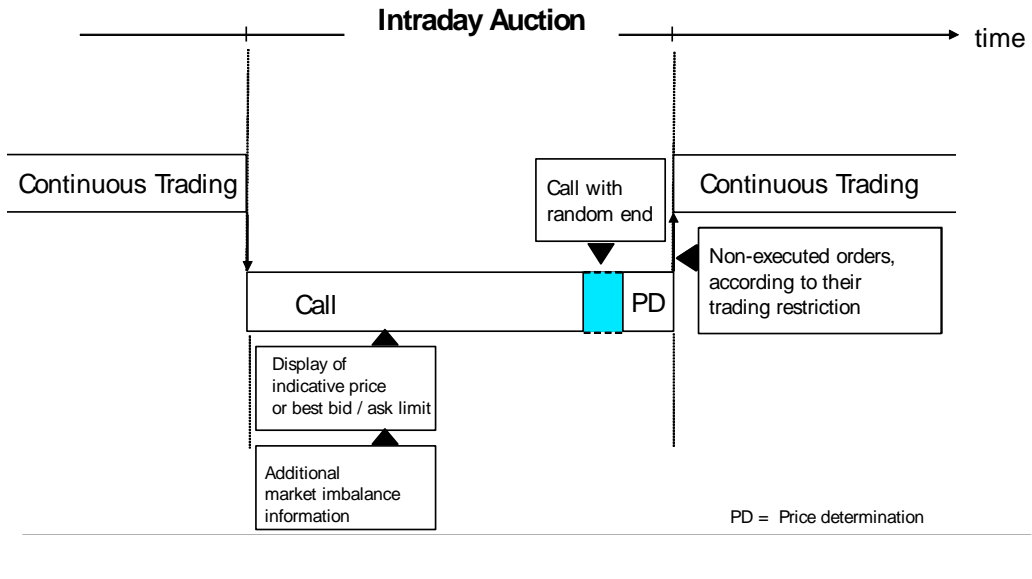 Intraday Auction
time
Continuous Trading
Call with
random end
Continuous Trading
Non-executed orders,
according to their
trading restriction
Call
PD
Display of
indicative price
or best bid / ask limit
Additional
market imbalance
information
PD = Price determination